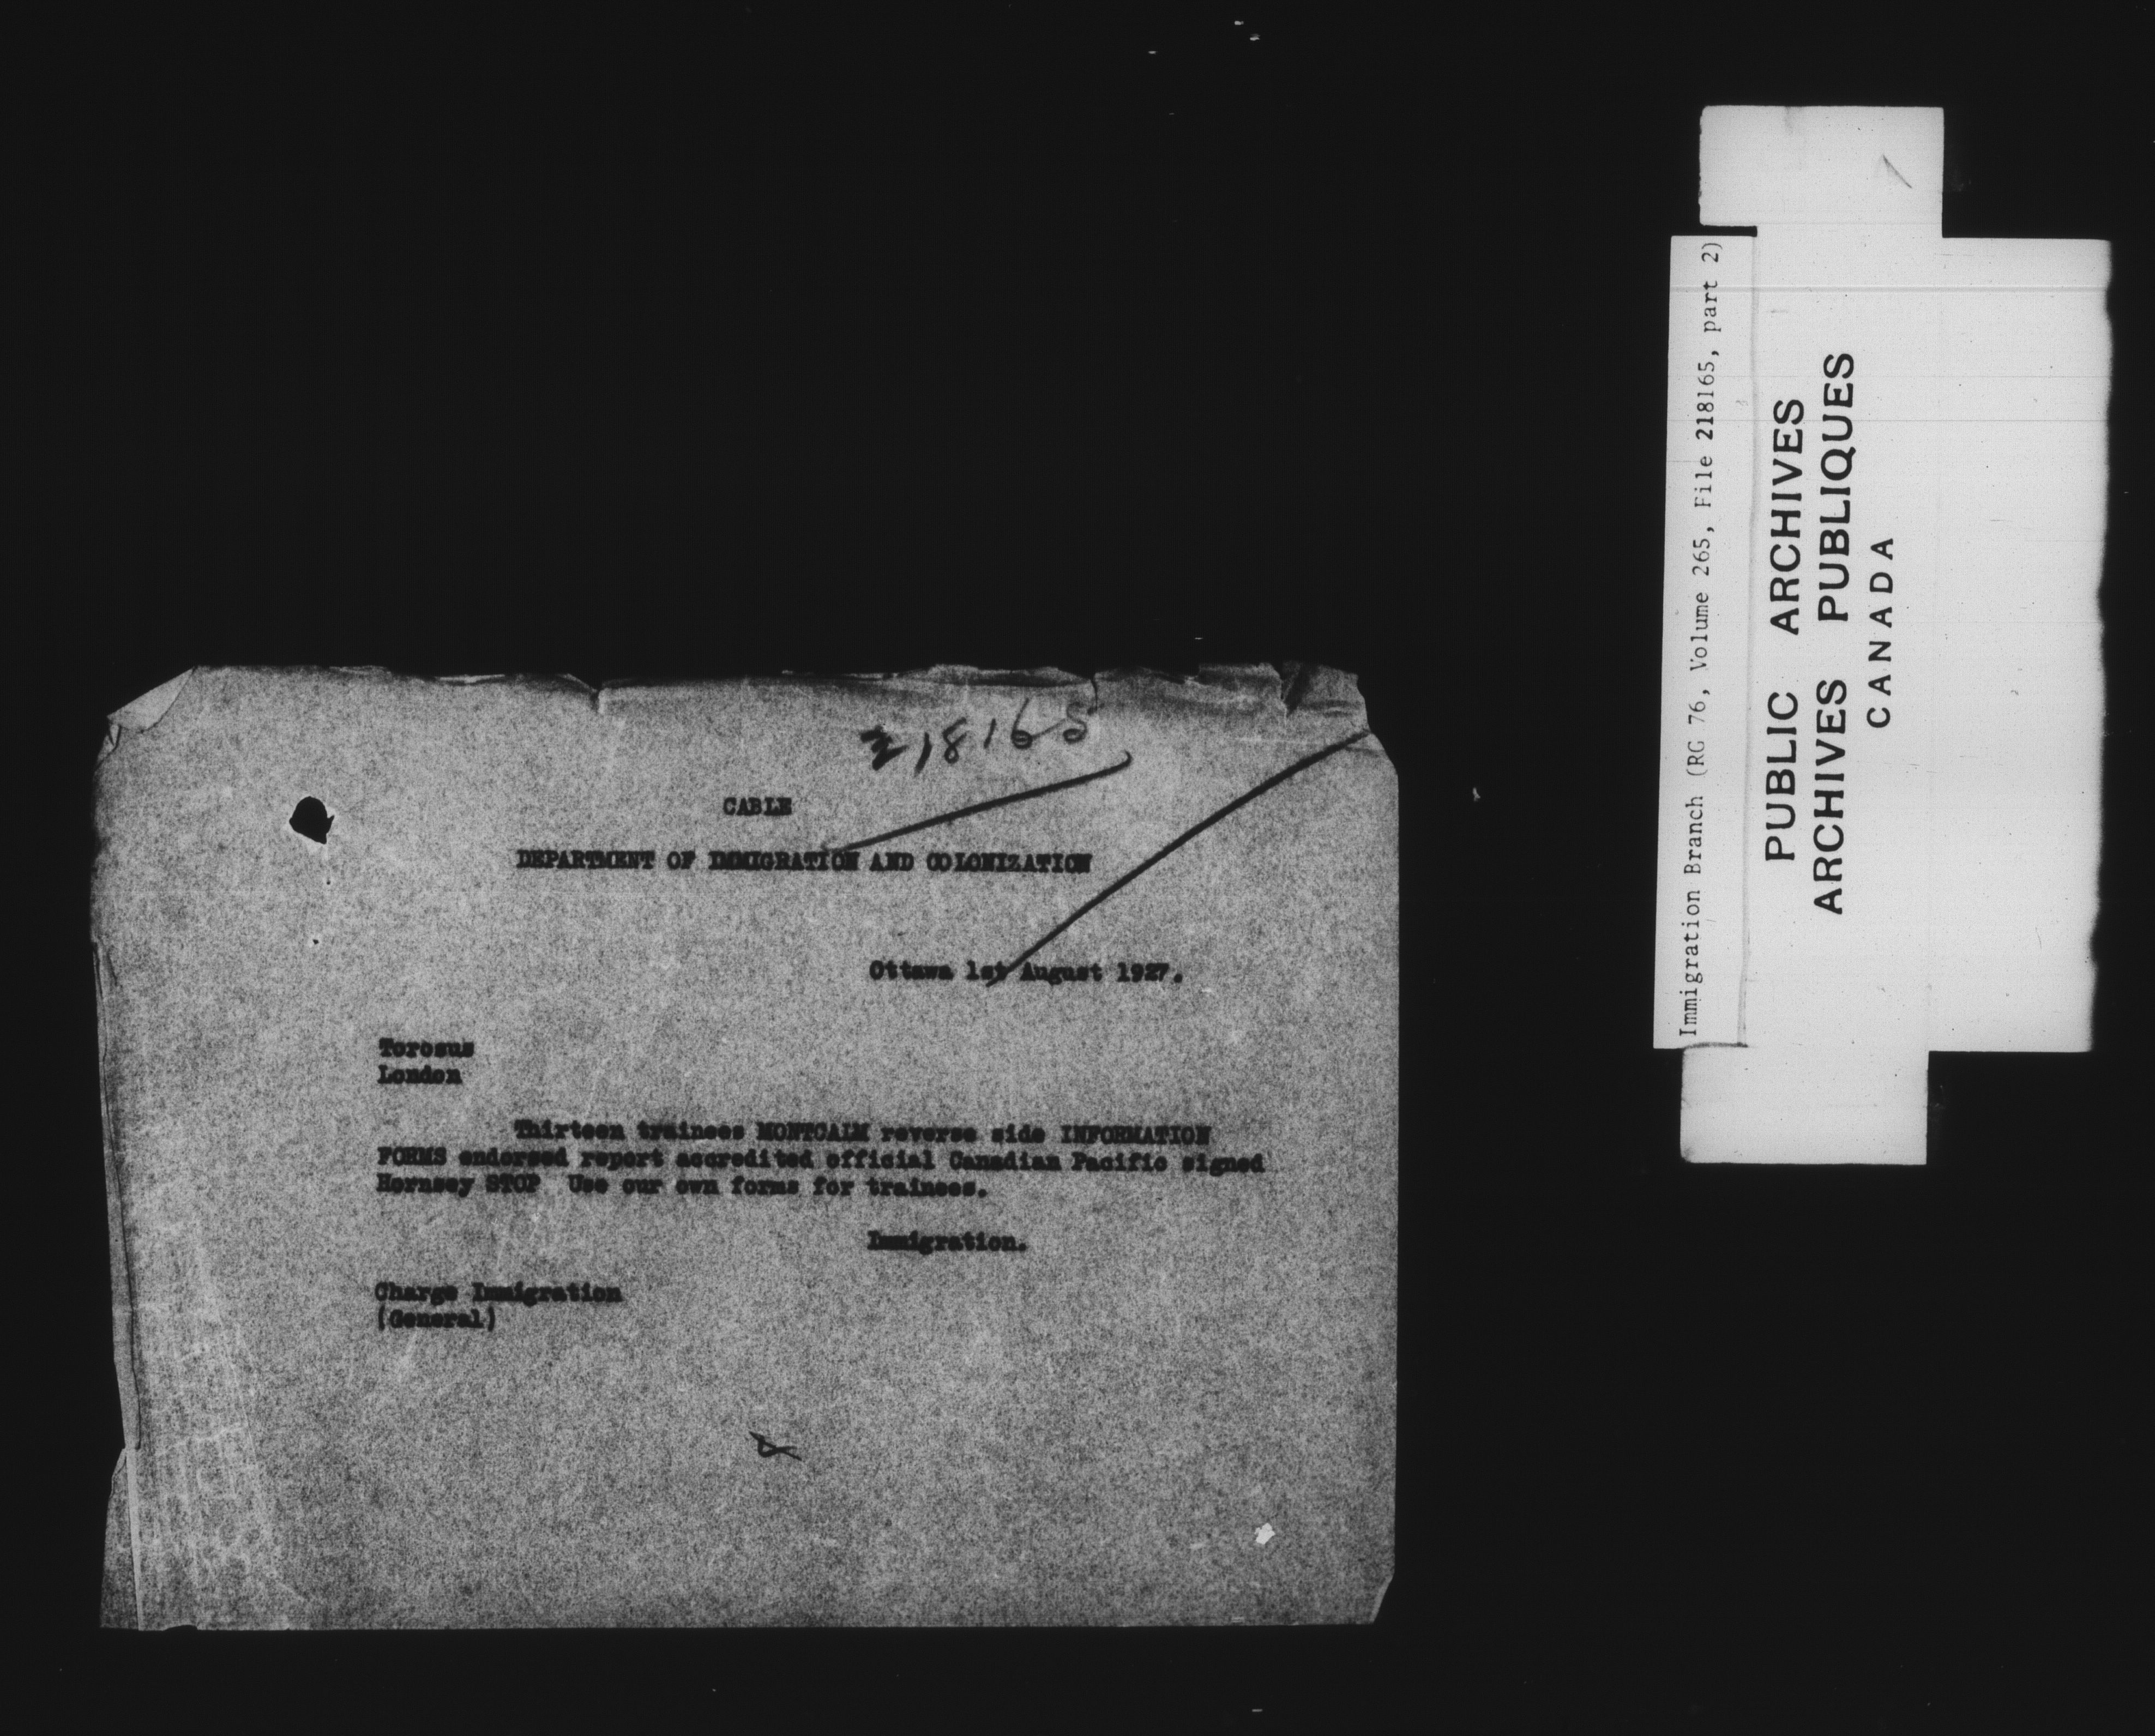 218165
CABLE
DEPARTMENT OF IMMIGRATION AND COLONIZATION
Ottawa 1st August 1927.
Torosus
London
Thirteen trainees MONTCALM reverse side INFORMATION
FORMS endorsed report accredited official Canadian Pacific signed
Hornsey STOP Use our own forms for trainees.
Immigration.
Charge Immigration
(General)
Immigration Branch (RG 76, Volume 265, File 218165, part 2)
PUBLIC ARCHIVES
ARCHIVES PUBLIQUES
CANADA